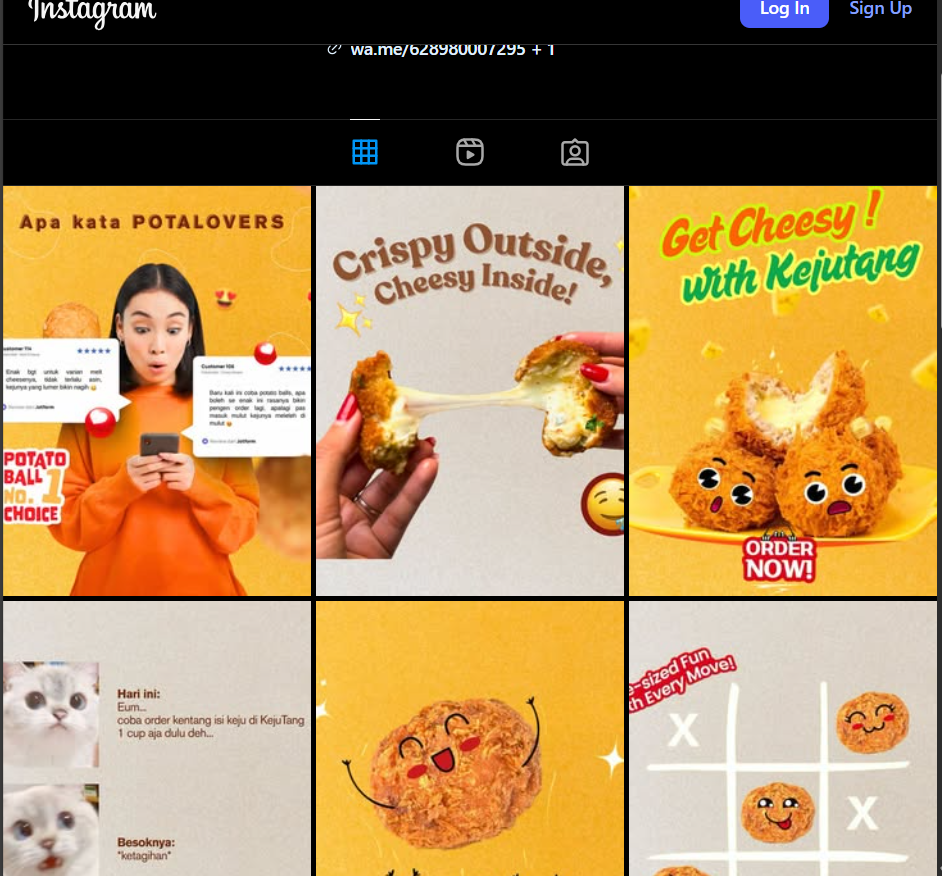 Instagram
Log In
Sign Up
wa.me/628980007295 + 1
Apa kata POTALOVERS
Customer 114
Enak bgt untuk varian melt
cheesenya, tidak terlalu asin,
kejunya yang lumer bikin nagih
Customer 108
Baru kali ini coba potato balls, apa
boleh se enak ini rasanya bikin
pengen order lagi, apalagi pas
masuk mulut kejunya meleleh di
mulut
Jotform
Jotform
POTATO
BALL
NO. 1
CHOICE
Crispy Outside,
Cheesy Inside!
Get Cheesy !
with Kejutang
ORDER
NOW!
Hari ini:
Eum...
coba order kentang isi keju di KejuTang
1 cup aja dulu deh...
Besoknya:
*ketagihan*
e-sized Fun
th Every Move!
X
X